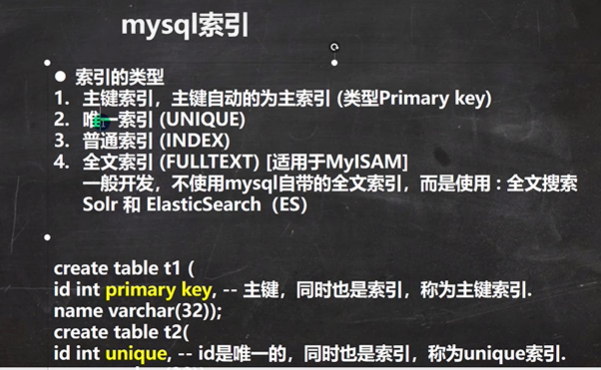 mysql索引
● 索引的类型
1. 主键索引，主键自动的为主索引 (类型Primary key)
2. 唯一索引 (UNIQUE)
3. 普通索引 (INDEX)
4. 全文索引 (FULLTEXT) [适用于MyISAM]
一般开发，不使用mysql自带的全文索引，而是使用：全文搜索
Solr 和 ElasticSearch（ES）
create table t1 (
id int primary key, -- 主键，同时也是索引，称为主键索引.
name varchar(32));
create table t2(
id int unique, -- id是唯一的，同时也是索引，称为unique索引.